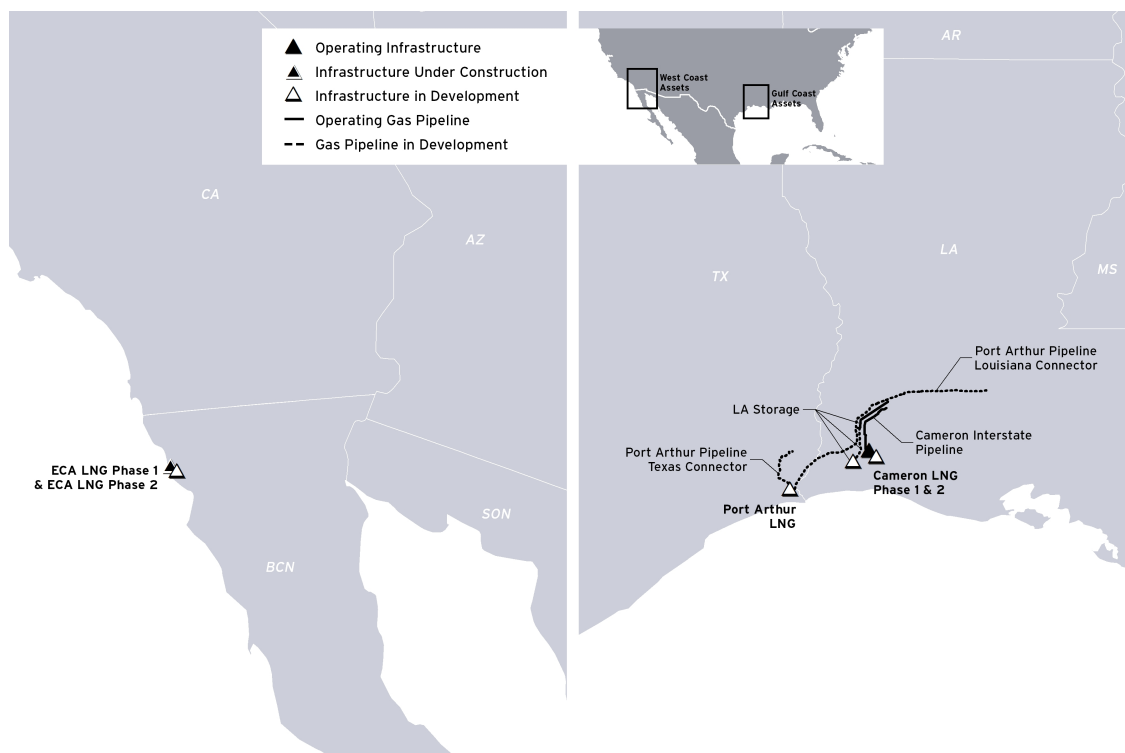 Operating Infrastructure
Infrastructure Under Construction
Infrastructure in Development
Operating Gas Pipeline
Gas Pipeline in Development
West Coast
Assets
Gulf Coast
Assets
AR
CA
AZ
TX
LA
MS
Port Arthur Pipeline
Louisiana Connector
LA Storage
Cameron Interstate
Pipeline
Port Arthur Pipeline
Texas Connector
ECA LNG Phase 1
& ECA LNG Phase 2
Cameron LNG
Phase 1 & 2
Port Arthur
LNG
SON
BCN